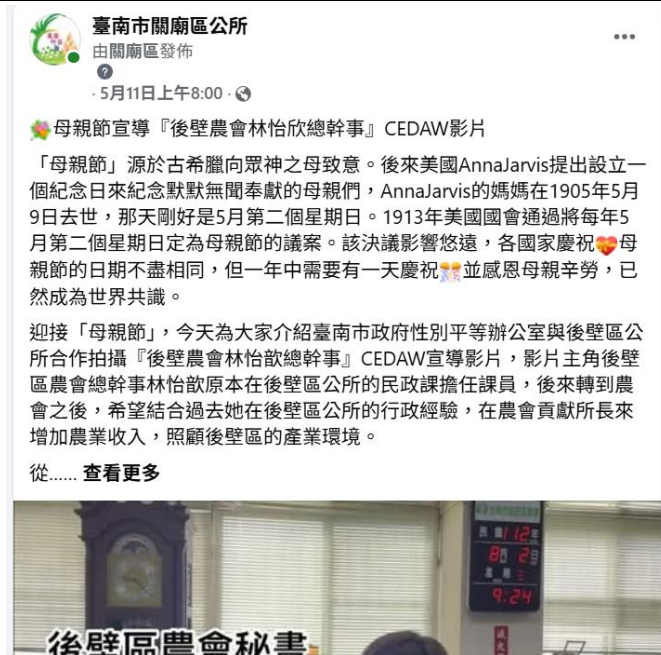 臺南市關廟區公所
由關廟區發佈
· 5月11日上午8:00 ·
母親節宣導『後壁農會林怡欣總幹事』CEDAW影片
「母親節」源於古希臘向眾神之母致意。後來美國AnnaJarvis提出設立一
個紀念日來紀念默默無聞奉獻的母親們，AnnaJarvis的媽媽在1905年5月
9日去世，那天剛好是5月第二個星期日。1913年美國國會通過將每年5
月第二個星期日定為母親節的議案。該決議影響悠遠，各國家慶祝💝母
親節的日期不盡相同，但一年中需要有一天慶祝👯並感恩母親辛勞，已
然成為世界共識。
迎接「母親節」，今天為大家介紹臺南市政府性別平等辦公室與後壁區公
所合作拍攝『後壁農會林怡歆總幹事』CEDAW宣導影片，影片主角後壁
區農會總幹事林怡歆原本在後壁區公所的民政課擔任課員，後來轉到農
會之後，希望結合過去她在後壁區公所的行政經驗，在農會貢獻所長來
增加農業收入，照顧後壁區的產業環境。
從...... 查看更多
民國112年
8月2日
星期三
9:24
滅火
後壁區農會秘書